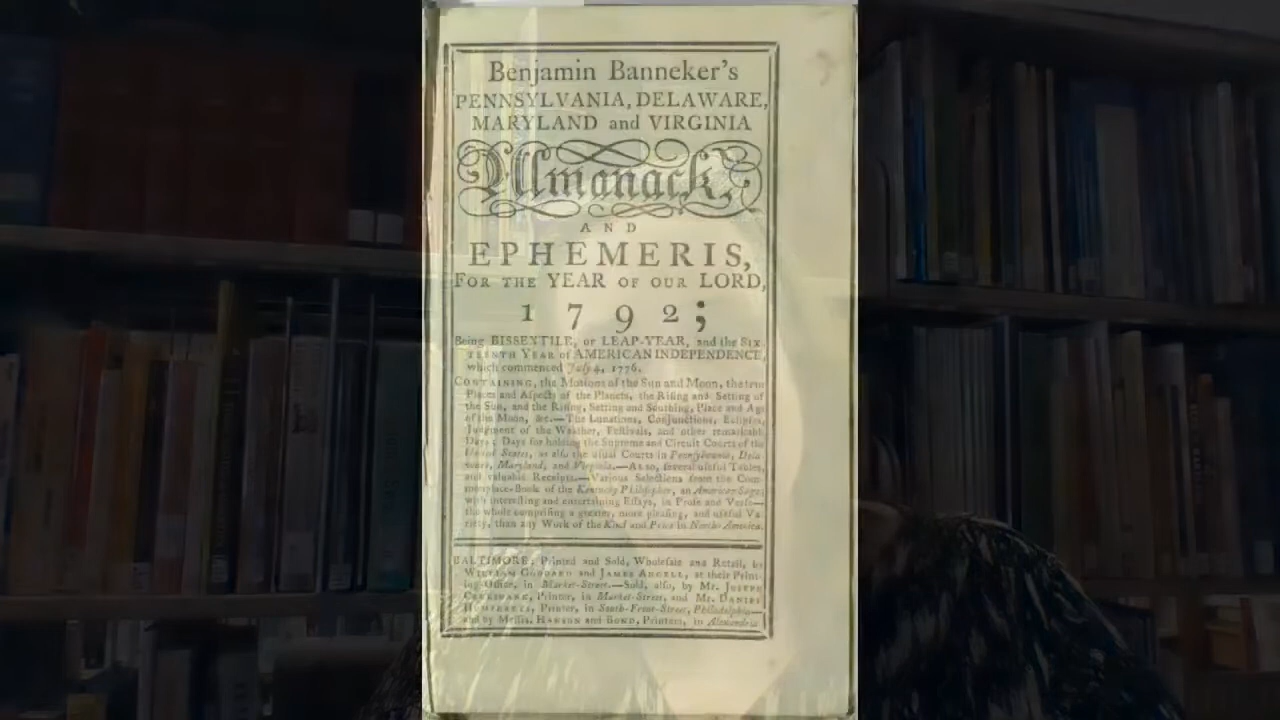 Benjamin Banneker's
PENNSYLVANIA, DELAWARE,
MARYLAND and VIRGINIA
Almanack,
AND
EPHEMERIS,
FOR THE YEAR OF OUR LORD,
1792;
Being BISSEXTILE, or LEAP-YEAR, and the SIX-
TEENTH YEAR of AMERICAN INDEPENDENCE,
which commenced July 4, 1776.
CONTAINING, the Motions of the Sun and Moon, the true
Places and Aspects of the Planets, the Rising and Setting of
the Sun, and the Rising, Setting and Southing, Place and Age
of the Moon, &c.—The Lunations, Conjunctions, Eclipses,
Judgment of the Weather, Festivals, and other remarkable
Days; Days for holding the Supreme and Circuit Courts of the
United States, as also the usual Courts in Pennsylvania, Dela-
ware, Maryland, and Virginia.—Also, several useful Tables,
and valuable Receipts.—Various Selections from the Com-
monplace-Book of the Kentucky Philosopher, an American Sage;
with interesting and entertaining Essays, in Prose and Verse—
the whole comprising a greater, more pleasing, and useful Va-
riety, than any Work of the Kind and Price in North-America.
BALTIMORE: Printed and Sold, Wholesale and Retail, by
WILLIAM GODDARD and JAMES ANGELL, at their Print-
ing-Office, in Market-Street.—Sold, also, by Mr. JOSEPH
CRUKSHANK, Printer, in Market-Street, and Mr. DANIEL
HUMPHREYS, Printer, in South-Front-Street, Philadelphia—
and by Messrs. HANSON and BOND, Printers, in Alexandria